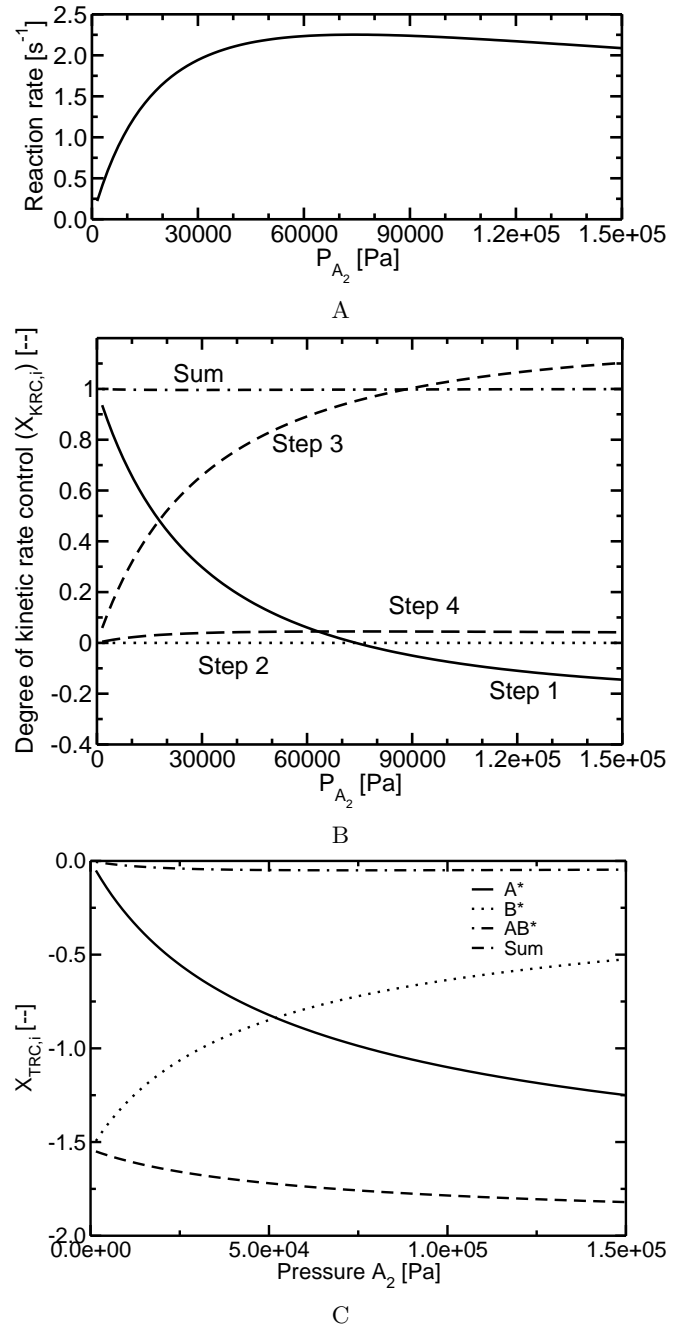 2.5
2.0
1.5
1.0
0.5
0.0
Reaction rate [s⁻¹]
0 30000 60000 90000 1.2e+05 1.5e+05
P_A₂ [Pa]
A
1
0.8
0.6
0.4
0.2
0
-0.2
-0.4
Degree of kinetic rate control (X_KRC,i) [--]
Sum
Step 3
Step 4
Step 2
Step 1
0 30000 60000 90000 1.2e+05 1.5e+05
P_A₂ [Pa]
B
0.0
-0.5
-1.0
-1.5
-2.0
X_TRC,i [--]
A*
B*
AB*
Sum
0.0e+00 5.0e+04 1.0e+05 1.5e+05
Pressure A₂ [Pa]
C